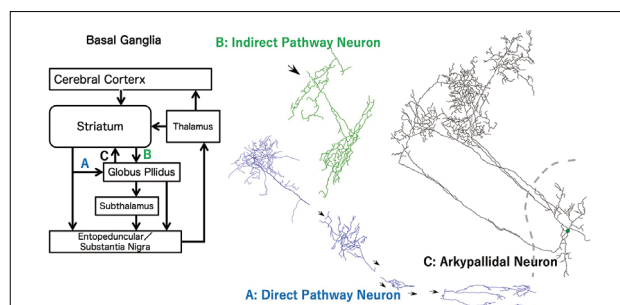 Basal Ganglia
Cerebral Corterx
Striatum
Thalamus
C
B
A
Globus Pllidus
Subthalamus
Entopeduncular/
Substantia Nigra
B: Indirect Pathway Neuron
C: Arkypallidal Neuron
A: Direct Pathway Neuron